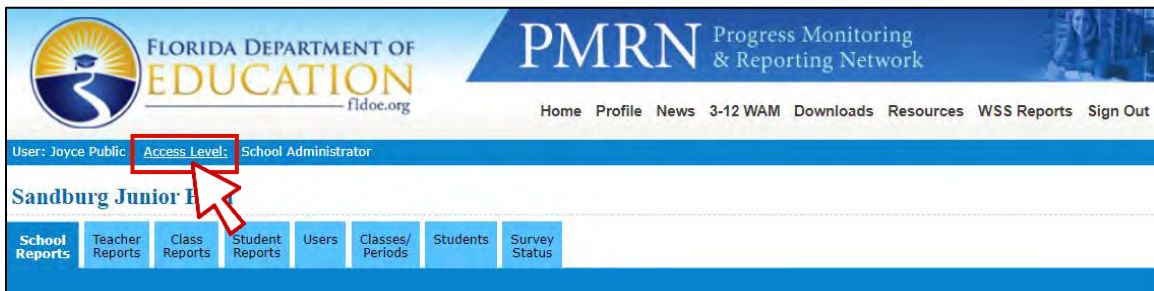 FLORIDA DEPARTMENT OF
EDUCATION
fldoe.org
PMRN Progress Monitoring
& Reporting Network
Home Profile News 3-12 WAM Downloads Resources WSS Reports Sign Out
User: Joyce Public Access Level: School Administrator
Sandburg Junior
School Reports
Teacher Reports
Class Reports
Student Reports
Users
Classes/ Periods
Students
Survey Status